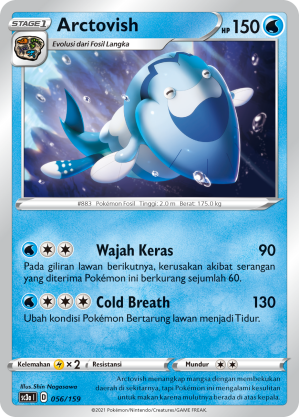 STAGE 1 Arctovish HP 150
Evolusi dari Fosil Langka
#883 Pokémon Fosil Tinggi: 2.0 m Berat: 175.0 kg
Wajah Keras 90
Pada giliran lawan berikutnya, kerusakan akibat serangan
yang diterima Pokémon ini berkurang sejumlah 60.
Cold Breath 130
Ubah kondisi Pokémon Bertarung lawan menjadi Tidur.
Kelemahan ×2 Resistansi Mundur
Illus. Shin Nagasawa
SC3a I D 056/159
Arctovish menangkap mangsa dengan membekukan
daerah di sekitarnya, tapi Pokémon ini mengalami kesulitan
untuk makan karena mulutnya berada di atas kepala.
©2021 Pokémon/Nintendo/Creatures/GAME FREAK.